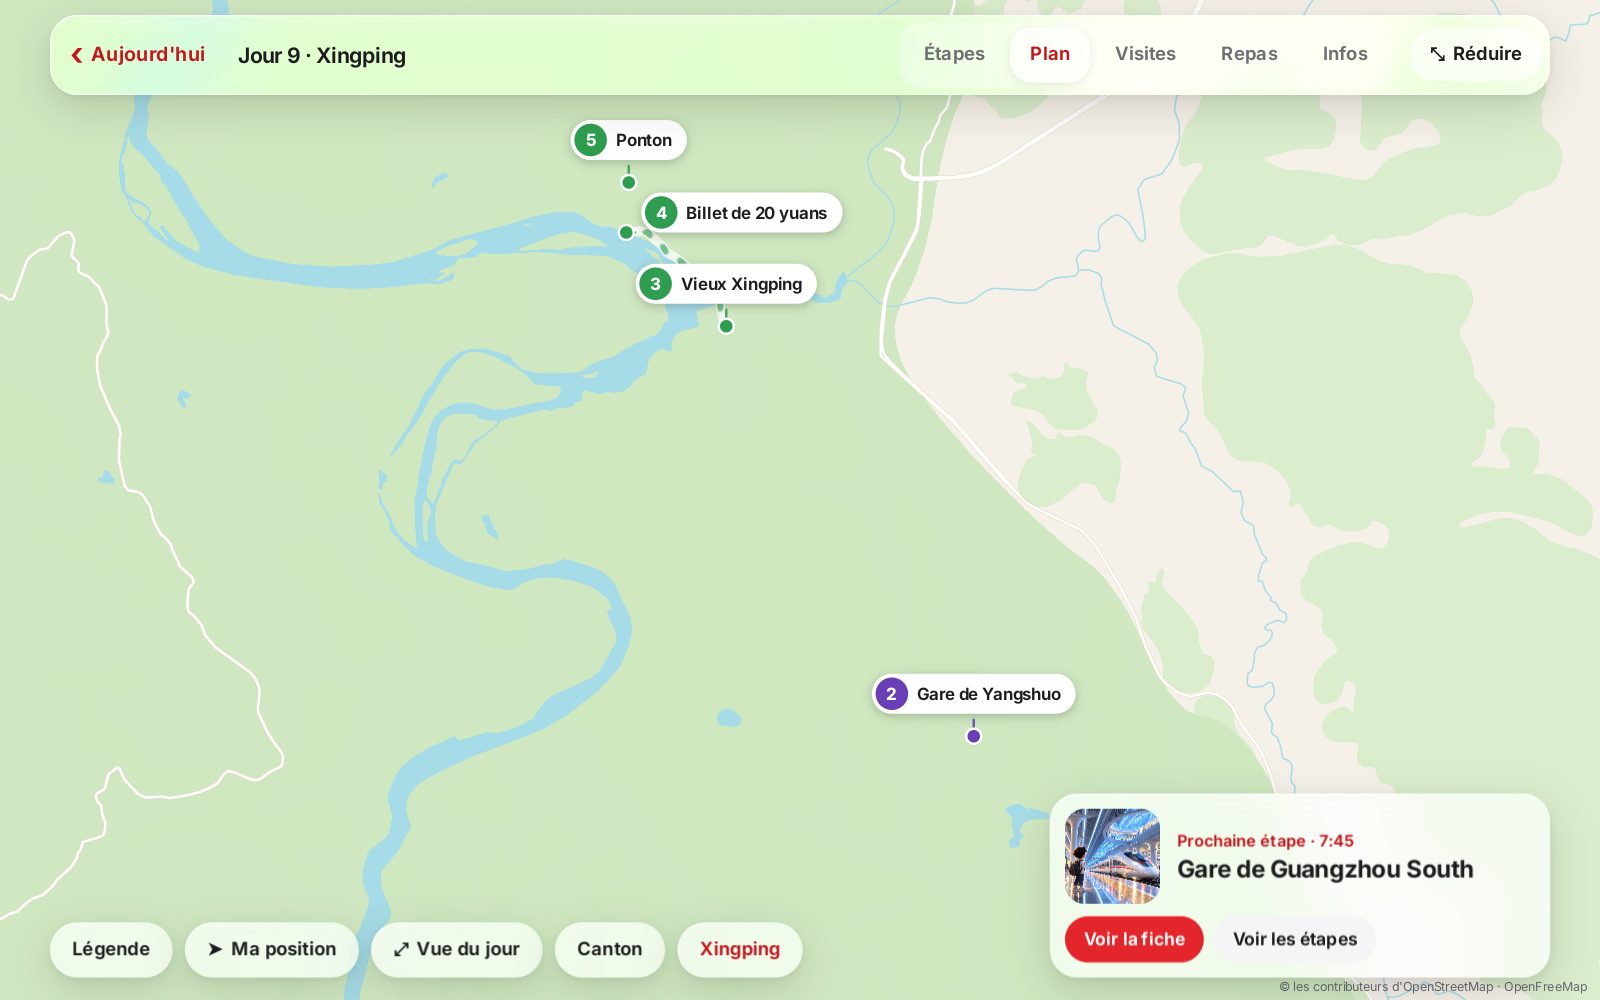 Aujourd'hui
Jour 9 · Xingping
Étapes
Plan
Visites
Repas
Infos
Réduire
5 Ponton
4 Billet de 20 yuans
3 Vieux Xingping
2 Gare de Yangshuo
Prochaine étape · 7:45
Gare de Guangzhou South
Voir la fiche
Voir les étapes
Légende
Ma position
Vue du jour
Canton
Xingping
© les contributeurs d'OpenStreetMap · OpenFreeMap